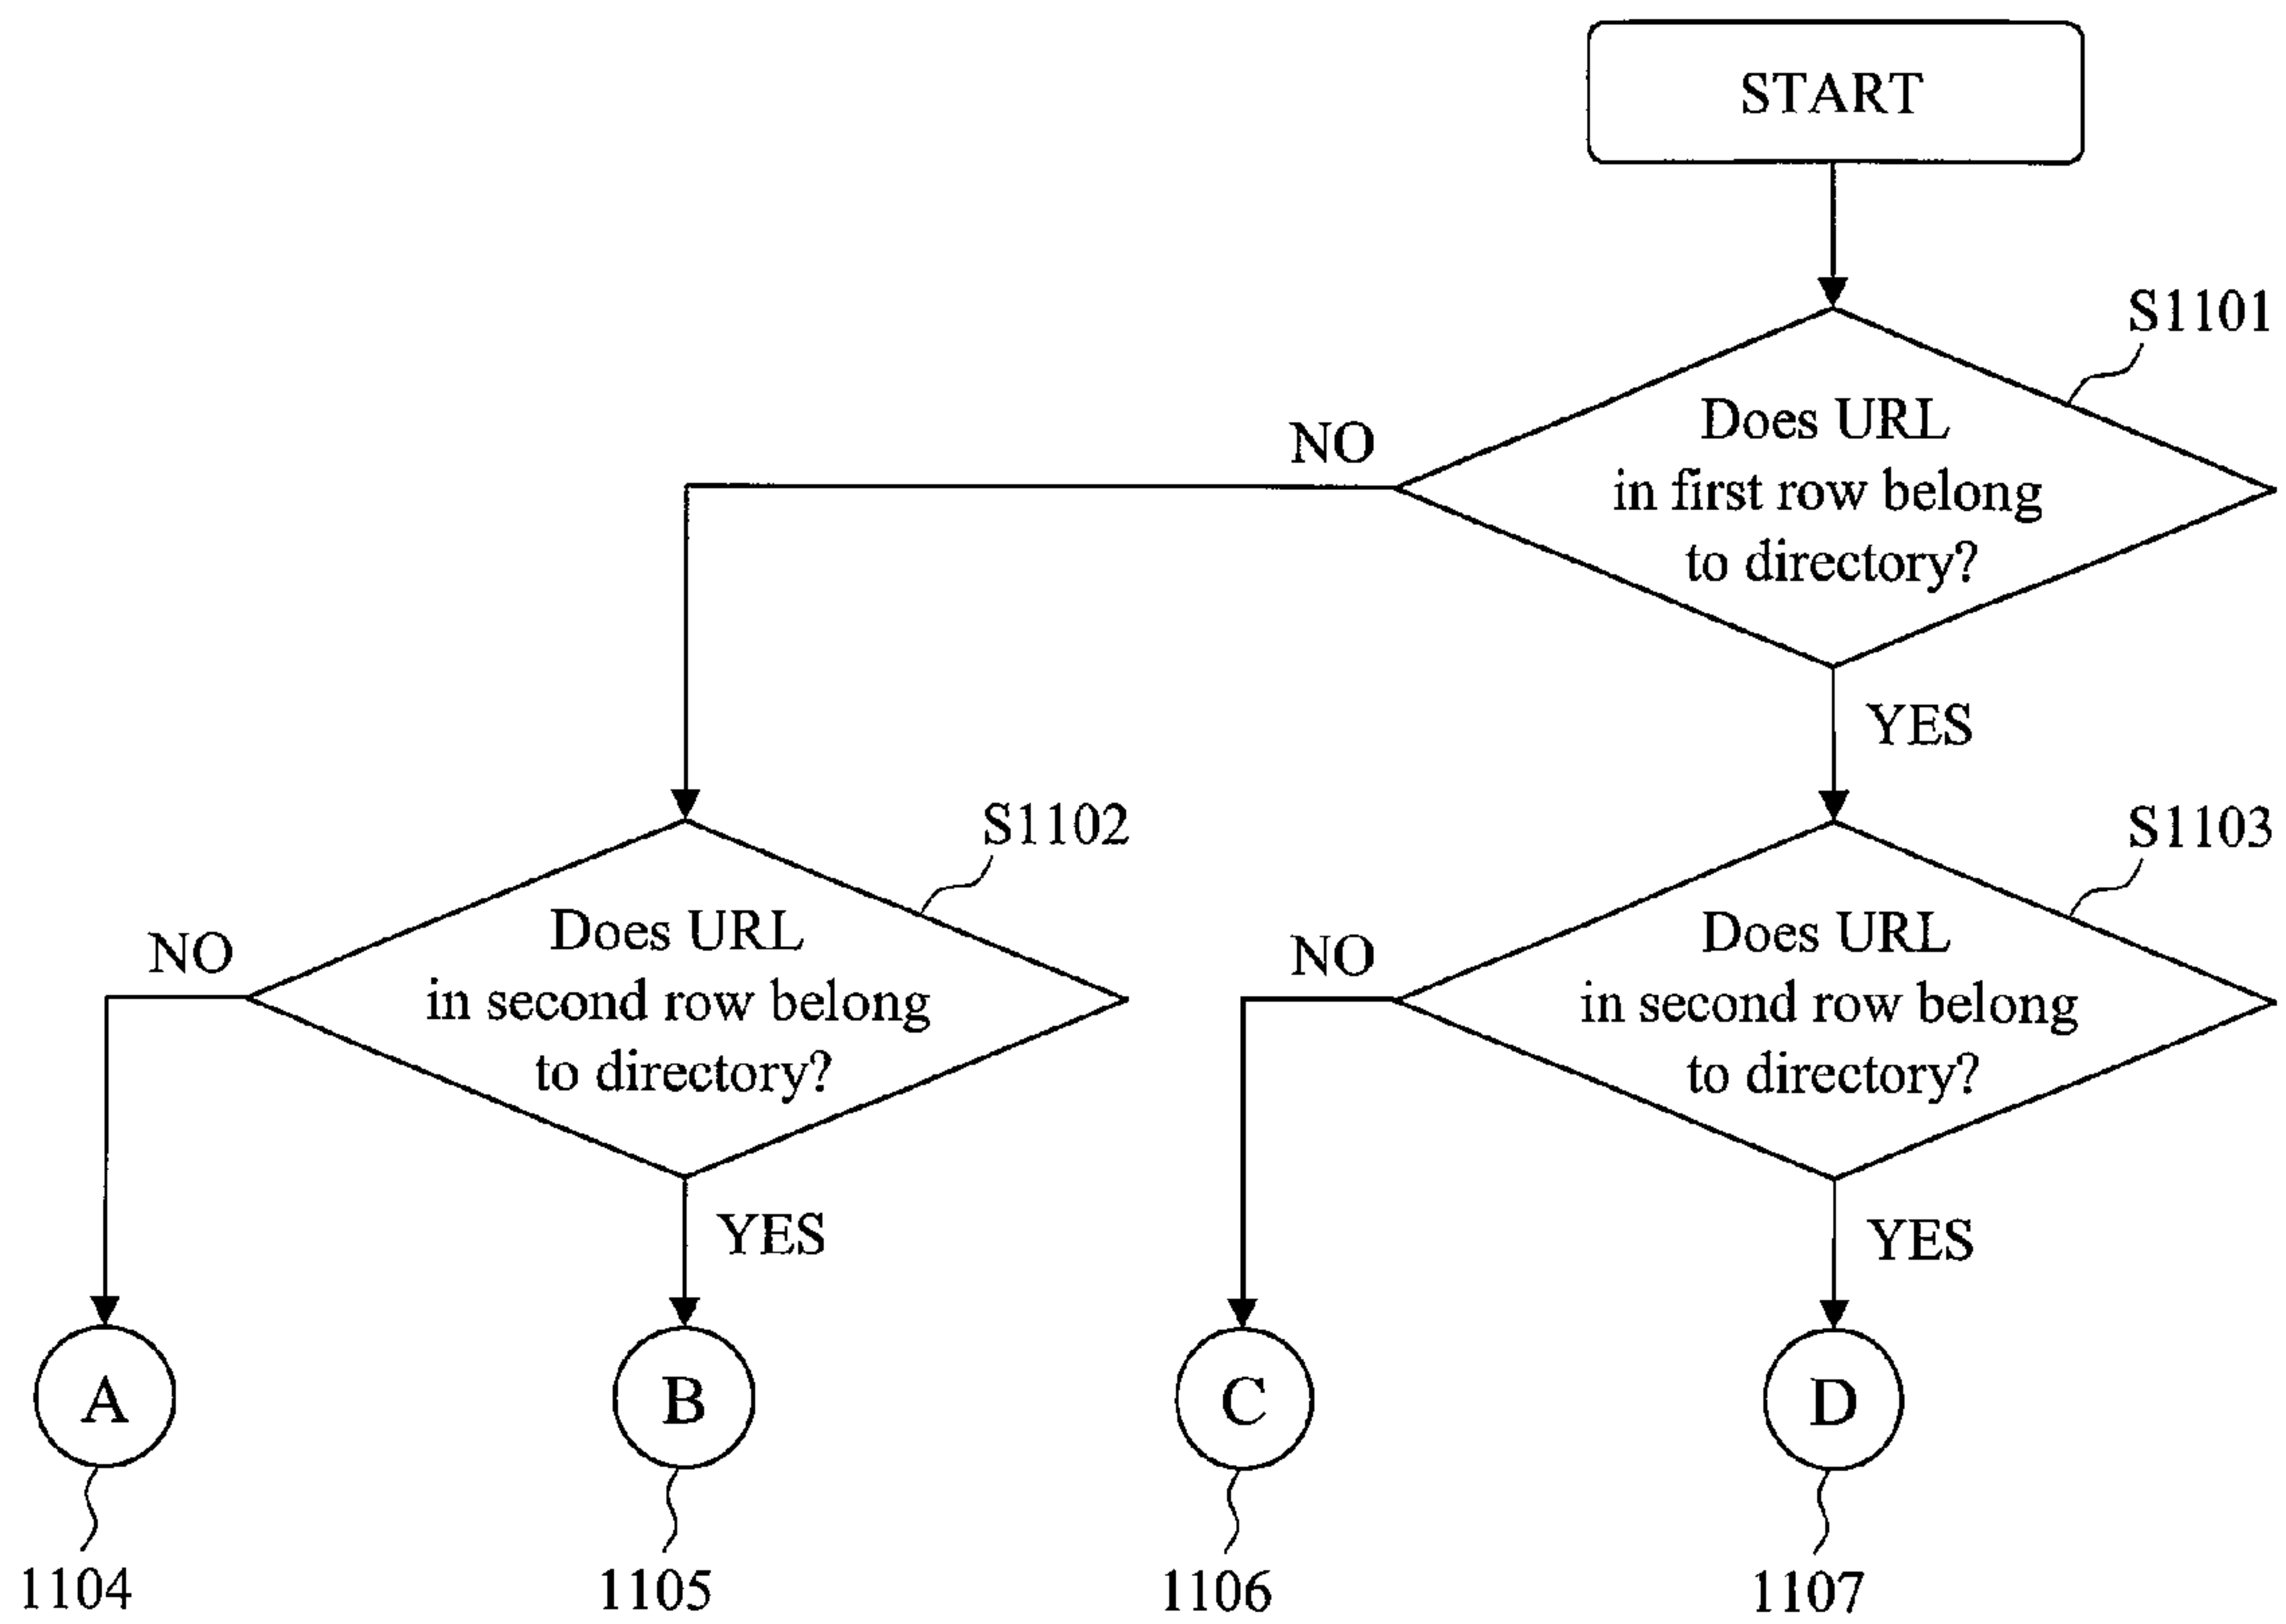 START
S1101
Does URL
in first row belong
to directory?
NO
YES
S1102
Does URL
in second row belong
to directory?
NO
YES
S1103
Does URL
in second row belong
to directory?
NO
YES
A
B
C
D
1104
1105
1106
1107